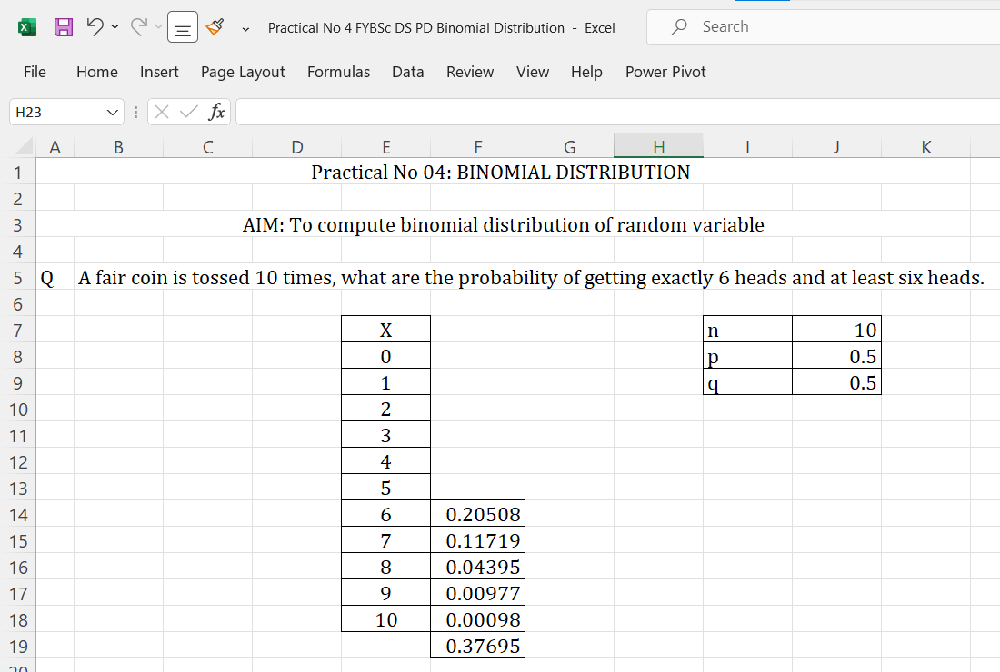 Practical No 4 FYBSc DS PD Binomial Distribution - Excel
Search
File Home Insert Page Layout Formulas Data Review View Help Power Pivot
H23 fx
A B C D E F G H I J K
1 Practical No 04: BINOMIAL DISTRIBUTION
2
3 AIM: To compute binomial distribution of random variable
4
5 Q A fair coin is tossed 10 times, what are the probability of getting exactly 6 heads and at least six heads.
6
7 X n 10
8 0 p 0.5
9 1 q 0.5
10 2
11 3
12 4
13 5
14 6 0.20508
15 7 0.11719
16 8 0.04395
17 9 0.00977
18 10 0.00098
19 0.37695
20